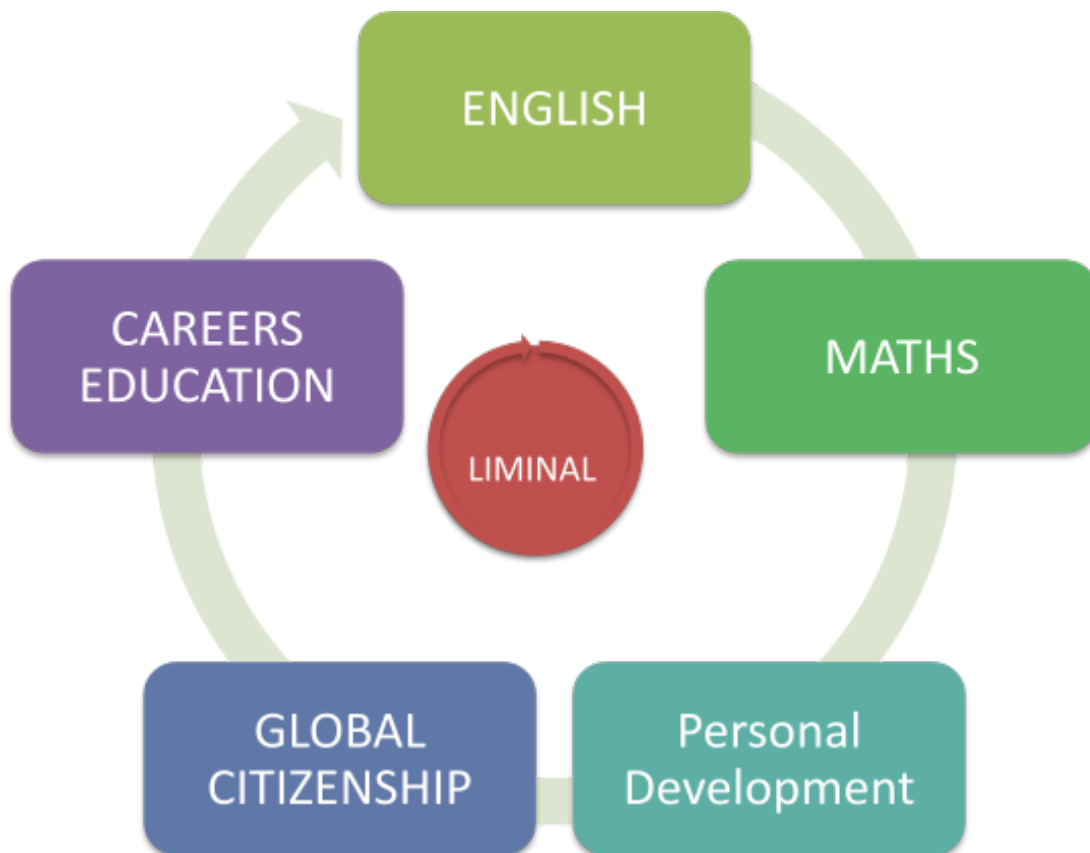 ENGLISH
MATHS
Personal
Development
GLOBAL
CITIZENSHIP
CAREERS
EDUCATION
LIMINAL